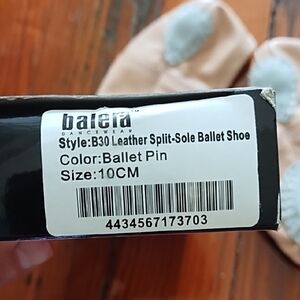 balera
DANCEWEAR
Style:B30 Leather Split-Sole Ballet Shoe
Color:Ballet Pin
Size:10CM
4434567173703